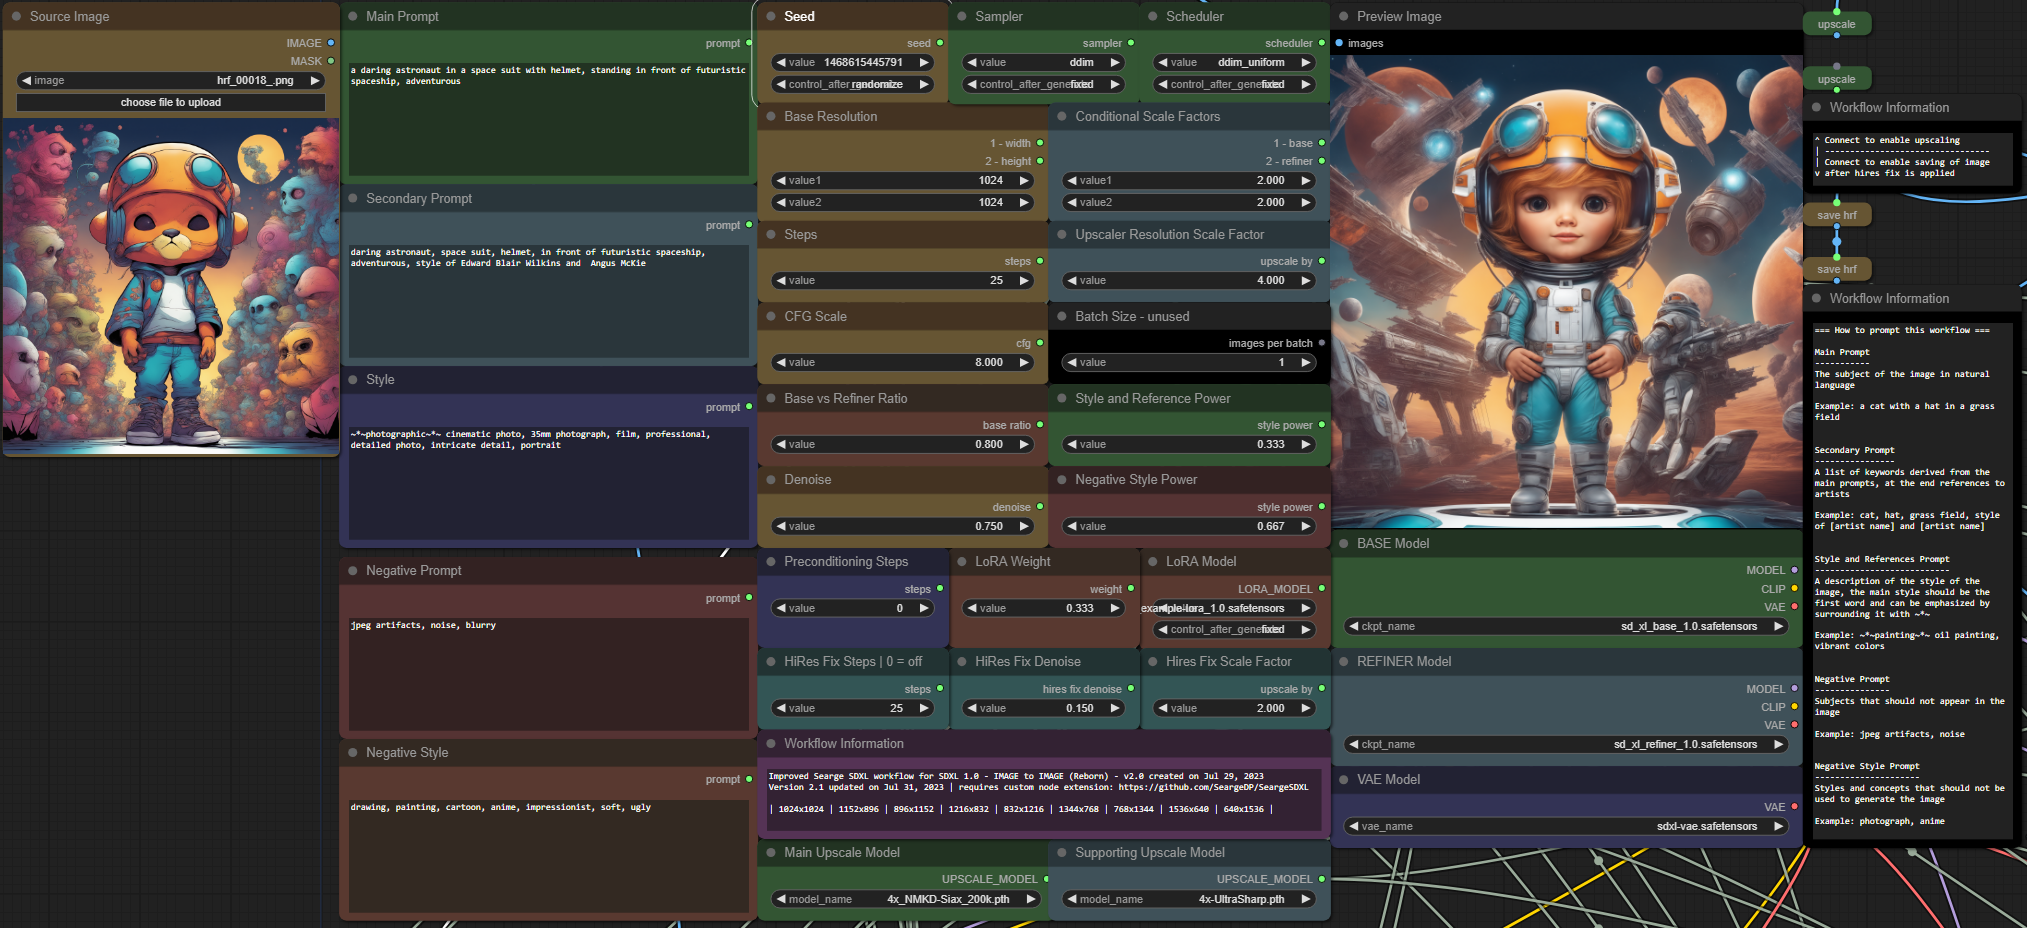 Source Image
IMAGE
MASK
image hrf_00018_.png
choose file to upload
Main Prompt
prompt
a daring astronaut in a space suit with helmet, standing in front of futuristic
spaceship, adventurous
Secondary Prompt
prompt
daring astronaut, space suit, helmet, in front of futuristic spaceship,
adventurous, style of Edward Blair Wilkins and  Angus McKie
Style
prompt
~*~photographic~*~ cinematic photo, 35mm photograph, film, professional,
detailed photo, intricate detail, portrait
Negative Prompt
prompt
jpeg artifacts, noise, blurry
Negative Style
prompt
drawing, painting, cartoon, anime, impressionist, soft, ugly
Seed
seed
value 1468615445791
control_after_ randomize
Sampler
sampler
value ddim
control_after_gene fixed
Scheduler
scheduler
value ddim_uniform
control_after_gene fixed
Base Resolution
1 - width
2 - height
value1 1024
value2 1024
Conditional Scale Factors
1 - base
2 - refiner
value1 2.000
value2 2.000
Steps
steps
value 25
Upscaler Resolution Scale Factor
upscale by
value 4.000
CFG Scale
cfg
value 8.000
Batch Size - unused
images per batch
value 1
Base vs Refiner Ratio
base ratio
value 0.800
Style and Reference Power
style power
value 0.333
Denoise
denoise
value 0.750
Negative Style Power
style power
value 0.667
Preconditioning Steps
steps
value 0
LoRA Weight
weight
value 0.333
LoRA Model
LORA_MODEL
example-lora_1.0.safetensors
control_after_gene fixed
HiRes Fix Steps | 0 = off
steps
value 25
HiRes Fix Denoise
hires fix denoise
value 0.150
Hires Fix Scale Factor
upscale by
value 2.000
Workflow Information
Improved Searge SDXL workflow for SDXL 1.0 - IMAGE to IMAGE (Reborn) - v2.0 created on Jul 29, 2023
Version 2.1 updated on Jul 31, 2023 | requires custom node extension: https://github.com/SeargeDP/SeargeSDXL
| 1024x1024 | 1152x896 | 896x1152 | 1216x832 | 832x1216 | 1344x768 | 768x1344 | 1536x640 | 640x1536 |
Main Upscale Model
UPSCALE_MODEL
model_name 4x_NMKD-Siax_200k.pth
Supporting Upscale Model
UPSCALE_MODEL
model_name 4x-UltraSharp.pth
Preview Image
images
BASE Model
MODEL
CLIP
VAE
ckpt_name sd_xl_base_1.0.safetensors
REFINER Model
MODEL
CLIP
VAE
ckpt_name sd_xl_refiner_1.0.safetensors
VAE Model
VAE
vae_name sdxl-vae.safetensors
upscale
upscale
Workflow Information
^ Connect to enable upscaling
| ---------------------------------
| Connect to enable saving of image
v after hires fix is applied
save hrf
save hrf
Workflow Information
=== How to prompt this workflow ===
Main Prompt
-----------
The subject of the image in natural
language
Example: a cat with a hat in a grass
field
Secondary Prompt
----------------
A list of keywords derived from the
main prompts, at the end references to
artists
Example: cat, hat, grass field, style
of [artist name] and [artist name]
Style and References Prompt
---------------------------
A description of the style of the
image, the main style should be the
first word and can be emphasized by
surrounding it with ~*~
Example: ~*~painting~*~ oil painting,
vibrant colors
Negative Prompt
---------------
Subjects that should not appear in the
image
Example: jpeg artifacts, noise
Negative Style Prompt
---------------------
Styles and concepts that should not be
used to generate the image
Example: photograph, anime